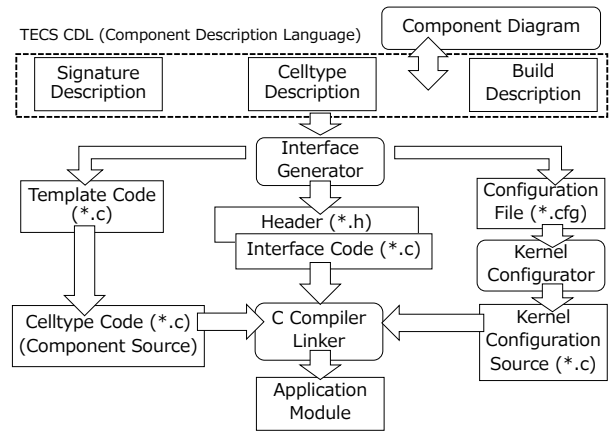 TECS CDL (Component Description Language)
Component Diagram
Signature
Description
Celltype
Description
Build
Description
Interface
Generator
Template Code
(*.c)
Header (*.h)
Interface Code (*.c)
Configuration
File (*.cfg)
Kernel
Configurator
Celltype Code (*.c)
(Component Source)
C Compiler
Linker
Kernel
Configuration
Source (*.c)
Application
Module